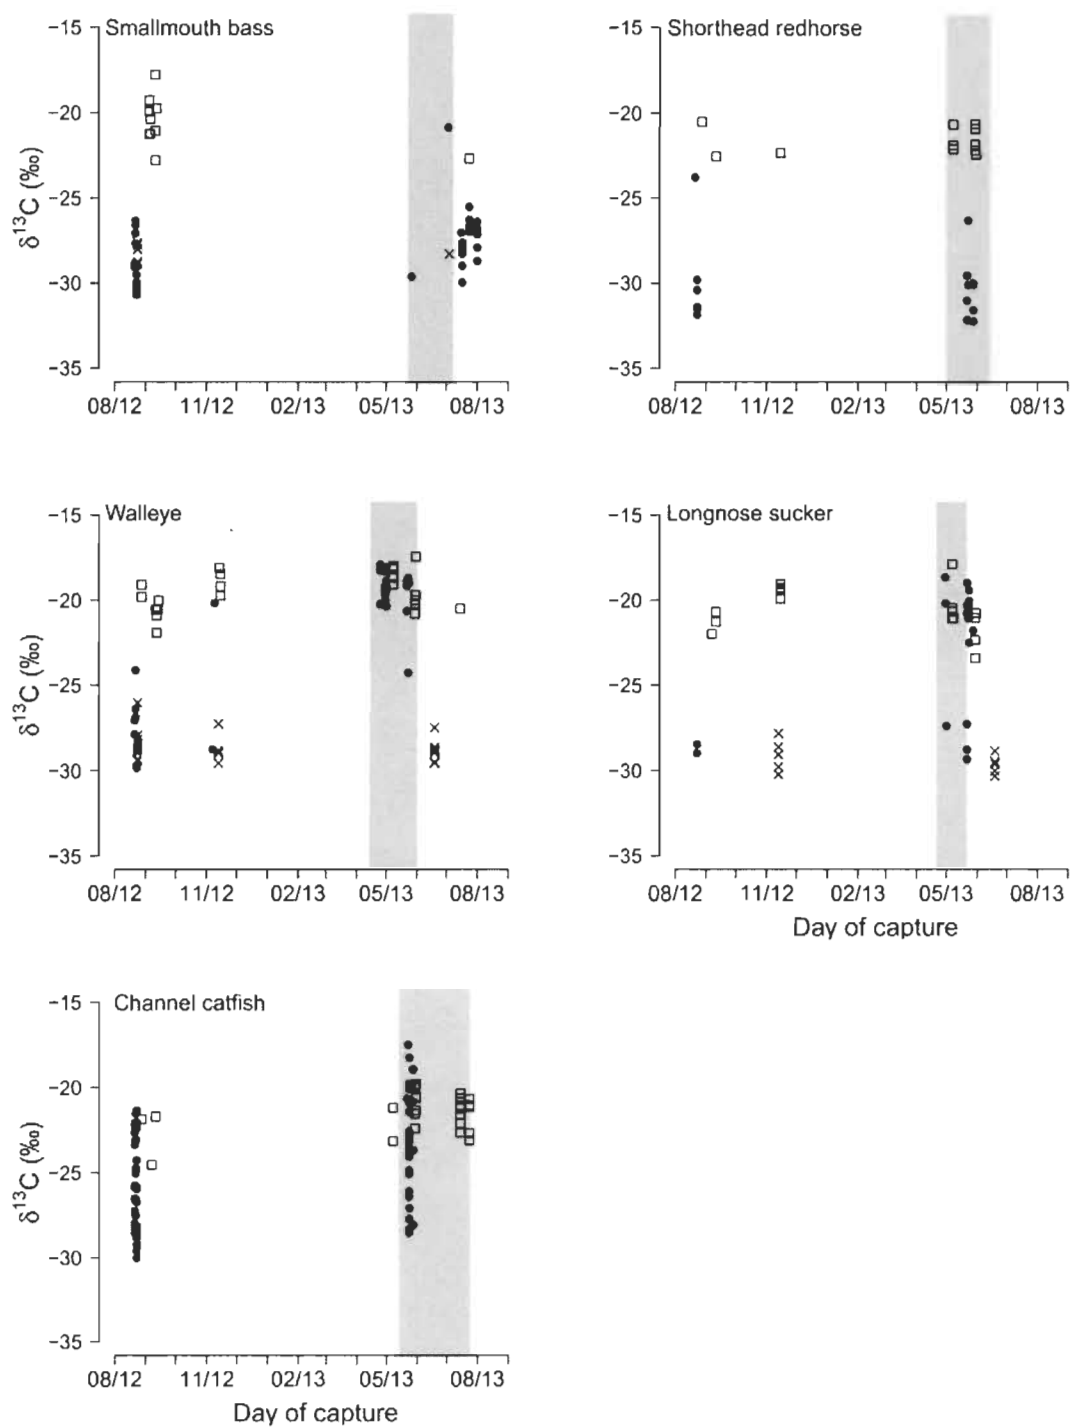 Smallmouth bass
δ¹³C (‰)
−15
−20
−25
−30
−35
08/12 11/12 02/13 05/13 08/13
Shorthead redhorse
−15
−20
−25
−30
−35
08/12 11/12 02/13 05/13 08/13
Walleye
δ¹³C (‰)
−15
−20
−25
−30
−35
08/12 11/12 02/13 05/13 08/13
Longnose sucker
−15
−20
−25
−30
−35
08/12 11/12 02/13 05/13 08/13
Day of capture
Channel catfish
δ¹³C (‰)
−15
−20
−25
−30
−35
08/12 11/12 02/13 05/13 08/13
Day of capture